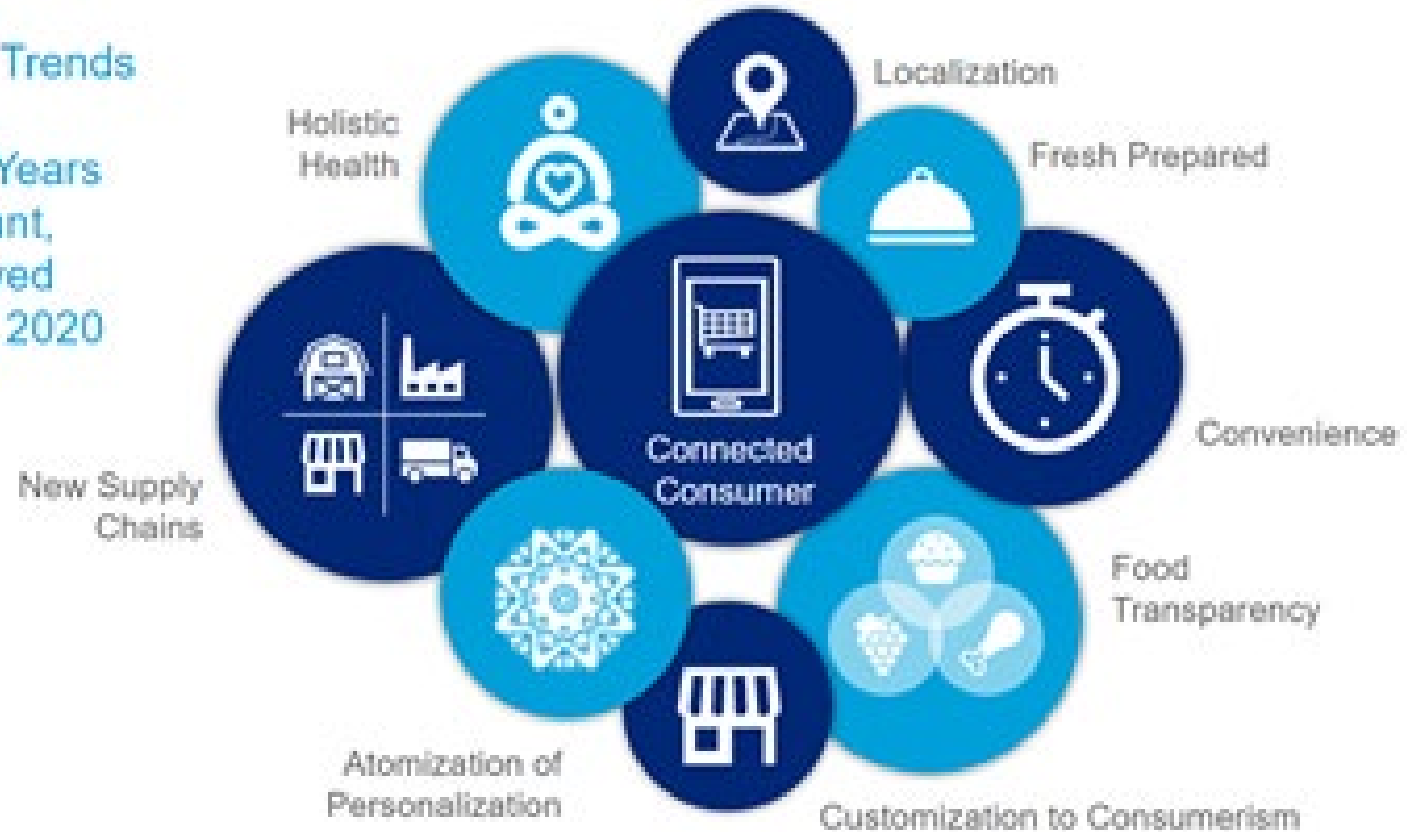 Trends
Years
2020
Holistic
Health
Localization
Fresh Prepared
Connected
Consumer
Convenience
New Supply
Chains
Food
Transparency
Atomization of
Personalization
Customization to Consumerism